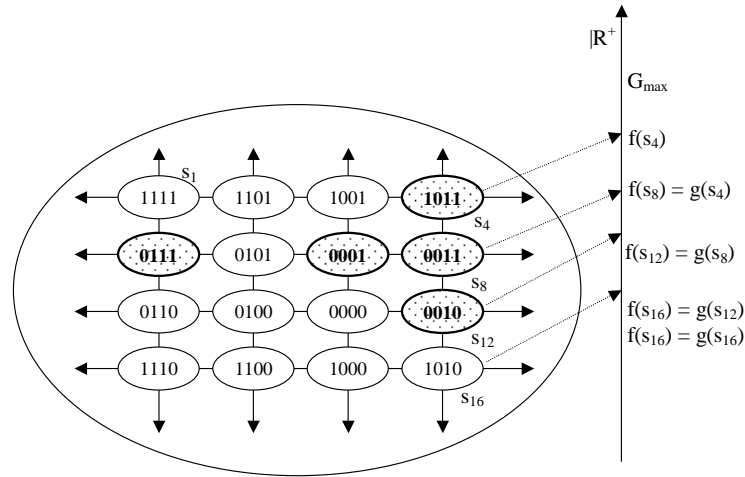 |R⁺
G_max
f(s₄)
s₁
1111 1101 1001 1011
s₄
f(s₈) = g(s₄)
0111 0101 0001 0011
s₈
f(s₁₂) = g(s₈)
0110 0100 0000 0010
s₁₂
f(s₁₆) = g(s₁₂)
f(s₁₆) = g(s₁₆)
1110 1100 1000 1010
s₁₆